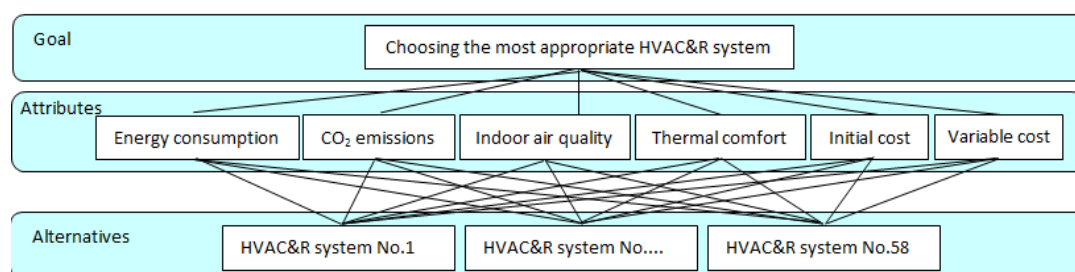 Goal
Choosing the most appropriate HVAC&R system
Attributes
Energy consumption
CO₂ emissions
Indoor air quality
Thermal comfort
Initial cost
Variable cost
Alternatives
HVAC&R system No.1
HVAC&R system No....
HVAC&R system No.58